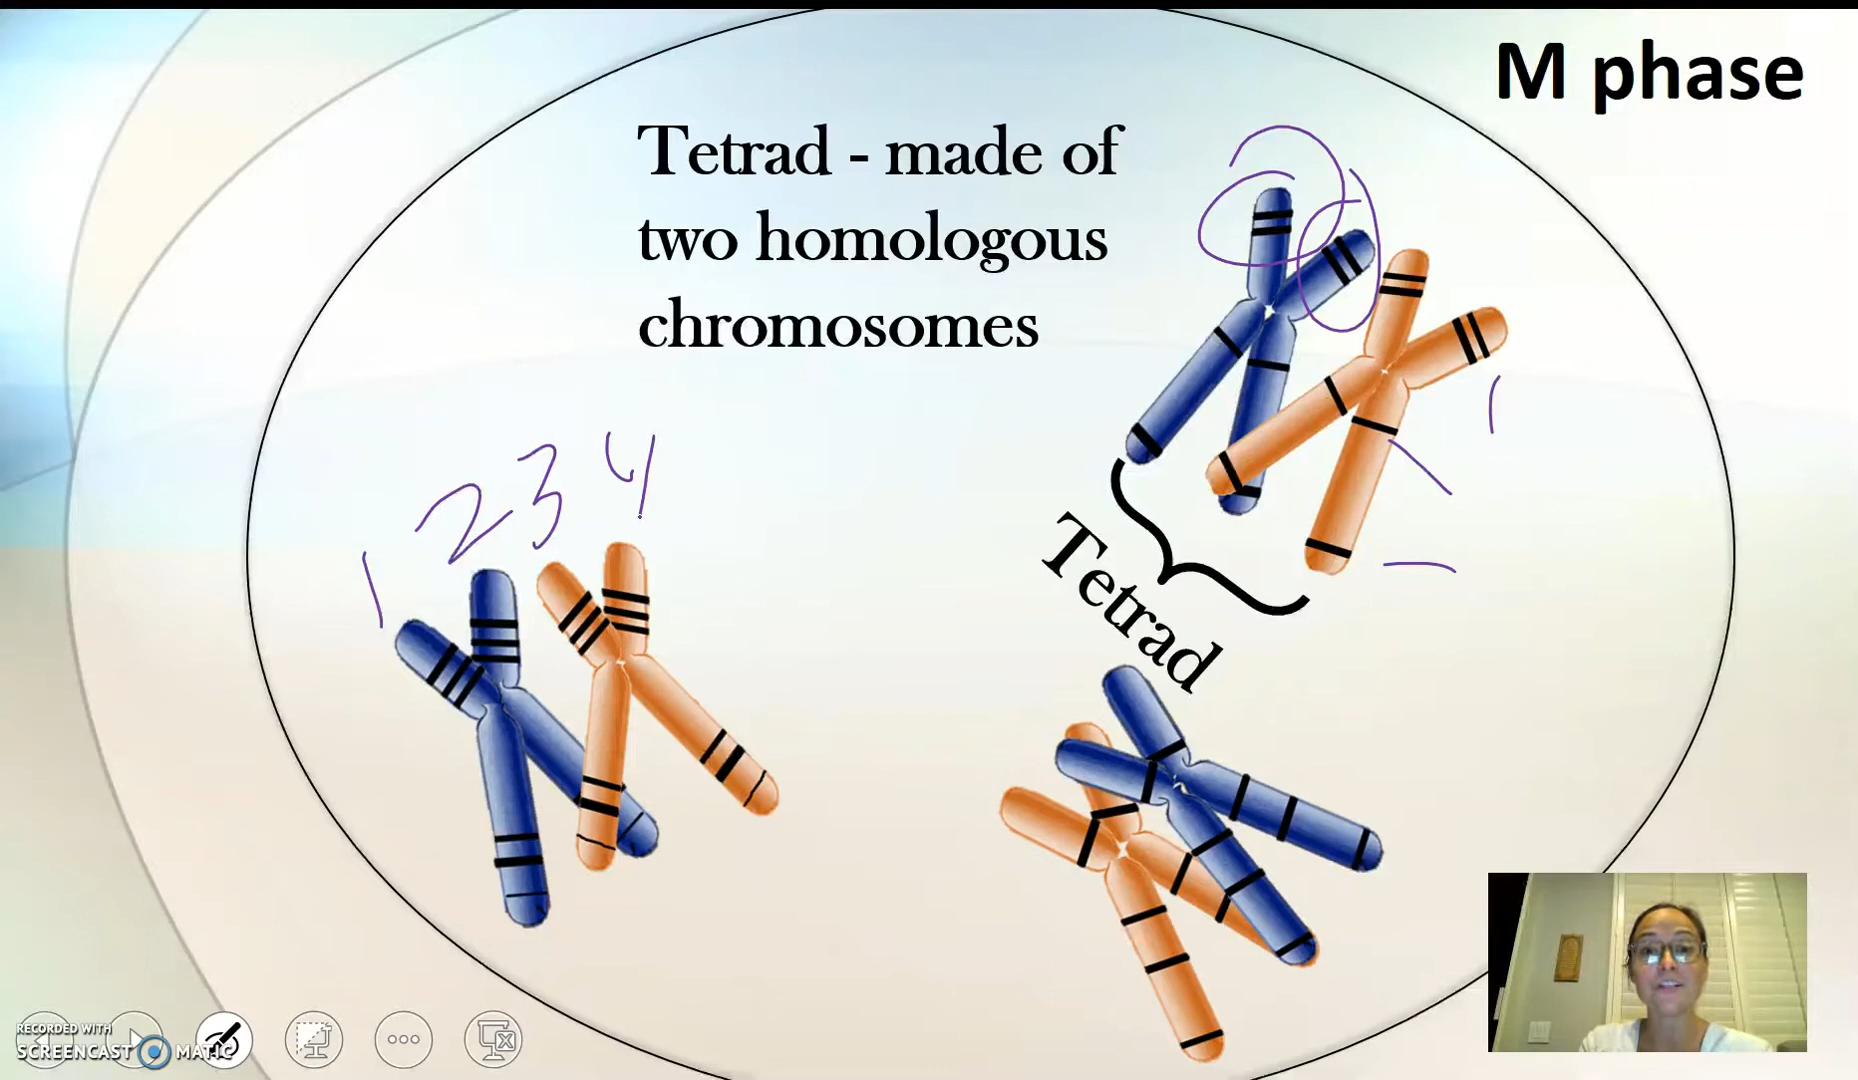 M phase
Tetrad - made of
two homologous
chromosomes
1 2 3 4
Tetrad
RECORDED WITH
SCREENCAST MATIC